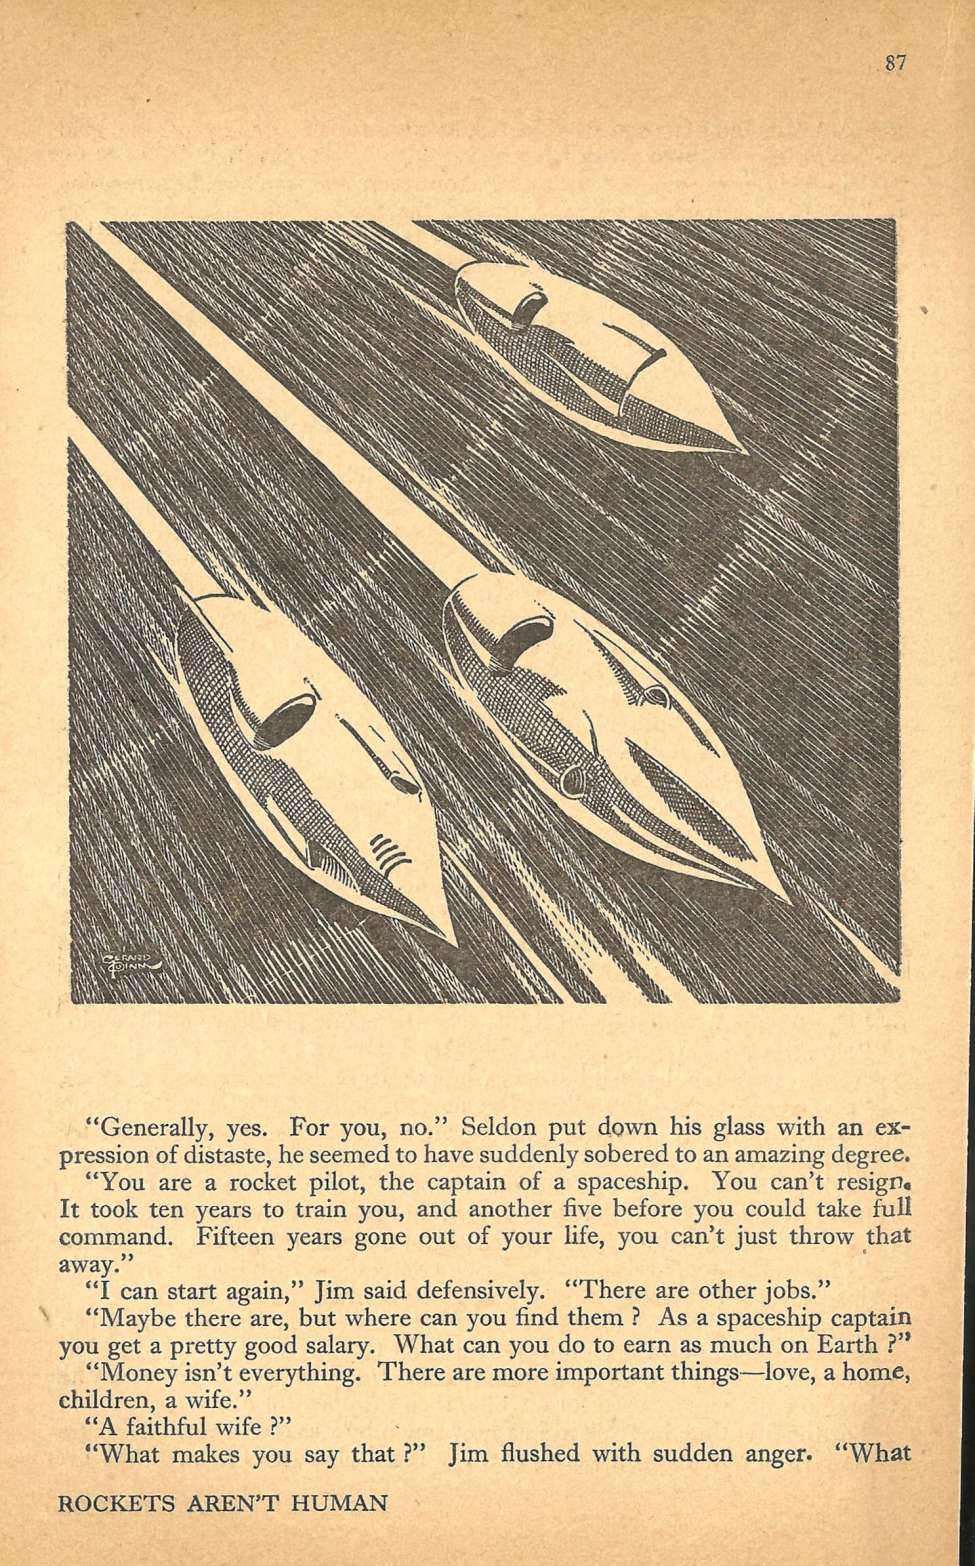 87
GERARD
QUINN
“Generally, yes. For you, no.” Seldon put down his glass with an ex-
pression of distaste, he seemed to have suddenly sobered to an amazing degree.
“You are a rocket pilot, the captain of a spaceship. You can’t resign.
It took ten years to train you, and another five before you could take full
command. Fifteen years gone out of your life, you can’t just throw that
away.”
“I can start again,” Jim said defensively. “There are other jobs.”
“Maybe there are, but where can you find them ? As a spaceship captain
you get a pretty good salary. What can you do to earn as much on Earth ?”
“Money isn’t everything. There are more important things—love, a home,
children, a wife.”
“A faithful wife ?”
“What makes you say that ?” Jim flushed with sudden anger. “What
ROCKETS AREN’T HUMAN